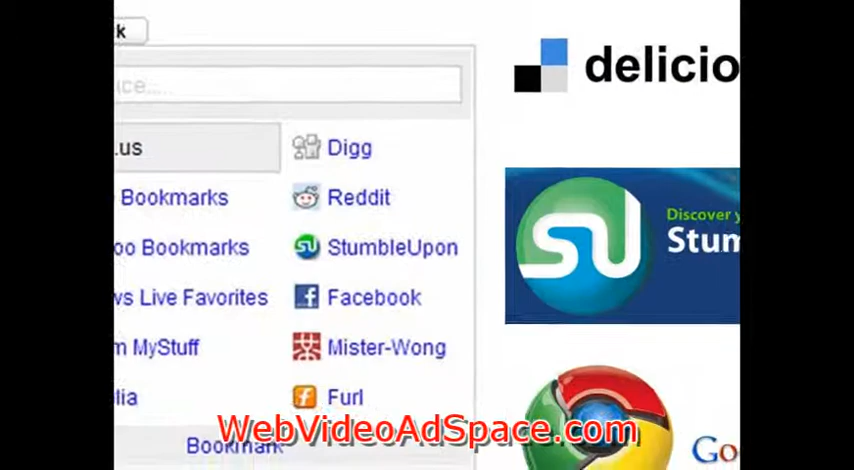 k
ice....
.us
Digg
Bookmarks
Reddit
oo Bookmarks
StumbleUpon
ws Live Favorites
Facebook
m MyStuff
Mister-Wong
lia
Furl
Bookmark
delicio
Discover y
Stum
Go
WebVideoAdSpace.com